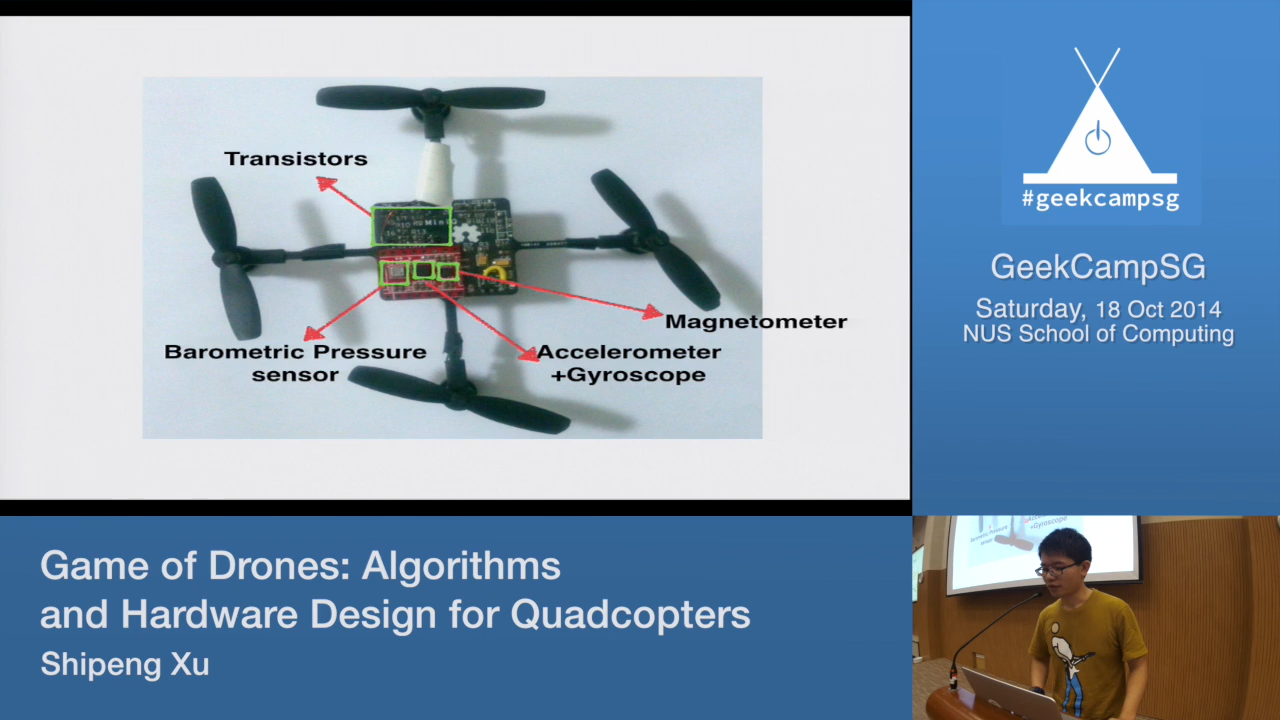 Transistors
Magnetometer
Barometric Pressure
sensor
Accelerometer
+Gyroscope
#geekcampsg
GeekCampSG
Saturday, 18 Oct 2014
NUS School of Computing
Game of Drones: Algorithms
and Hardware Design for Quadcopters
Shipeng Xu